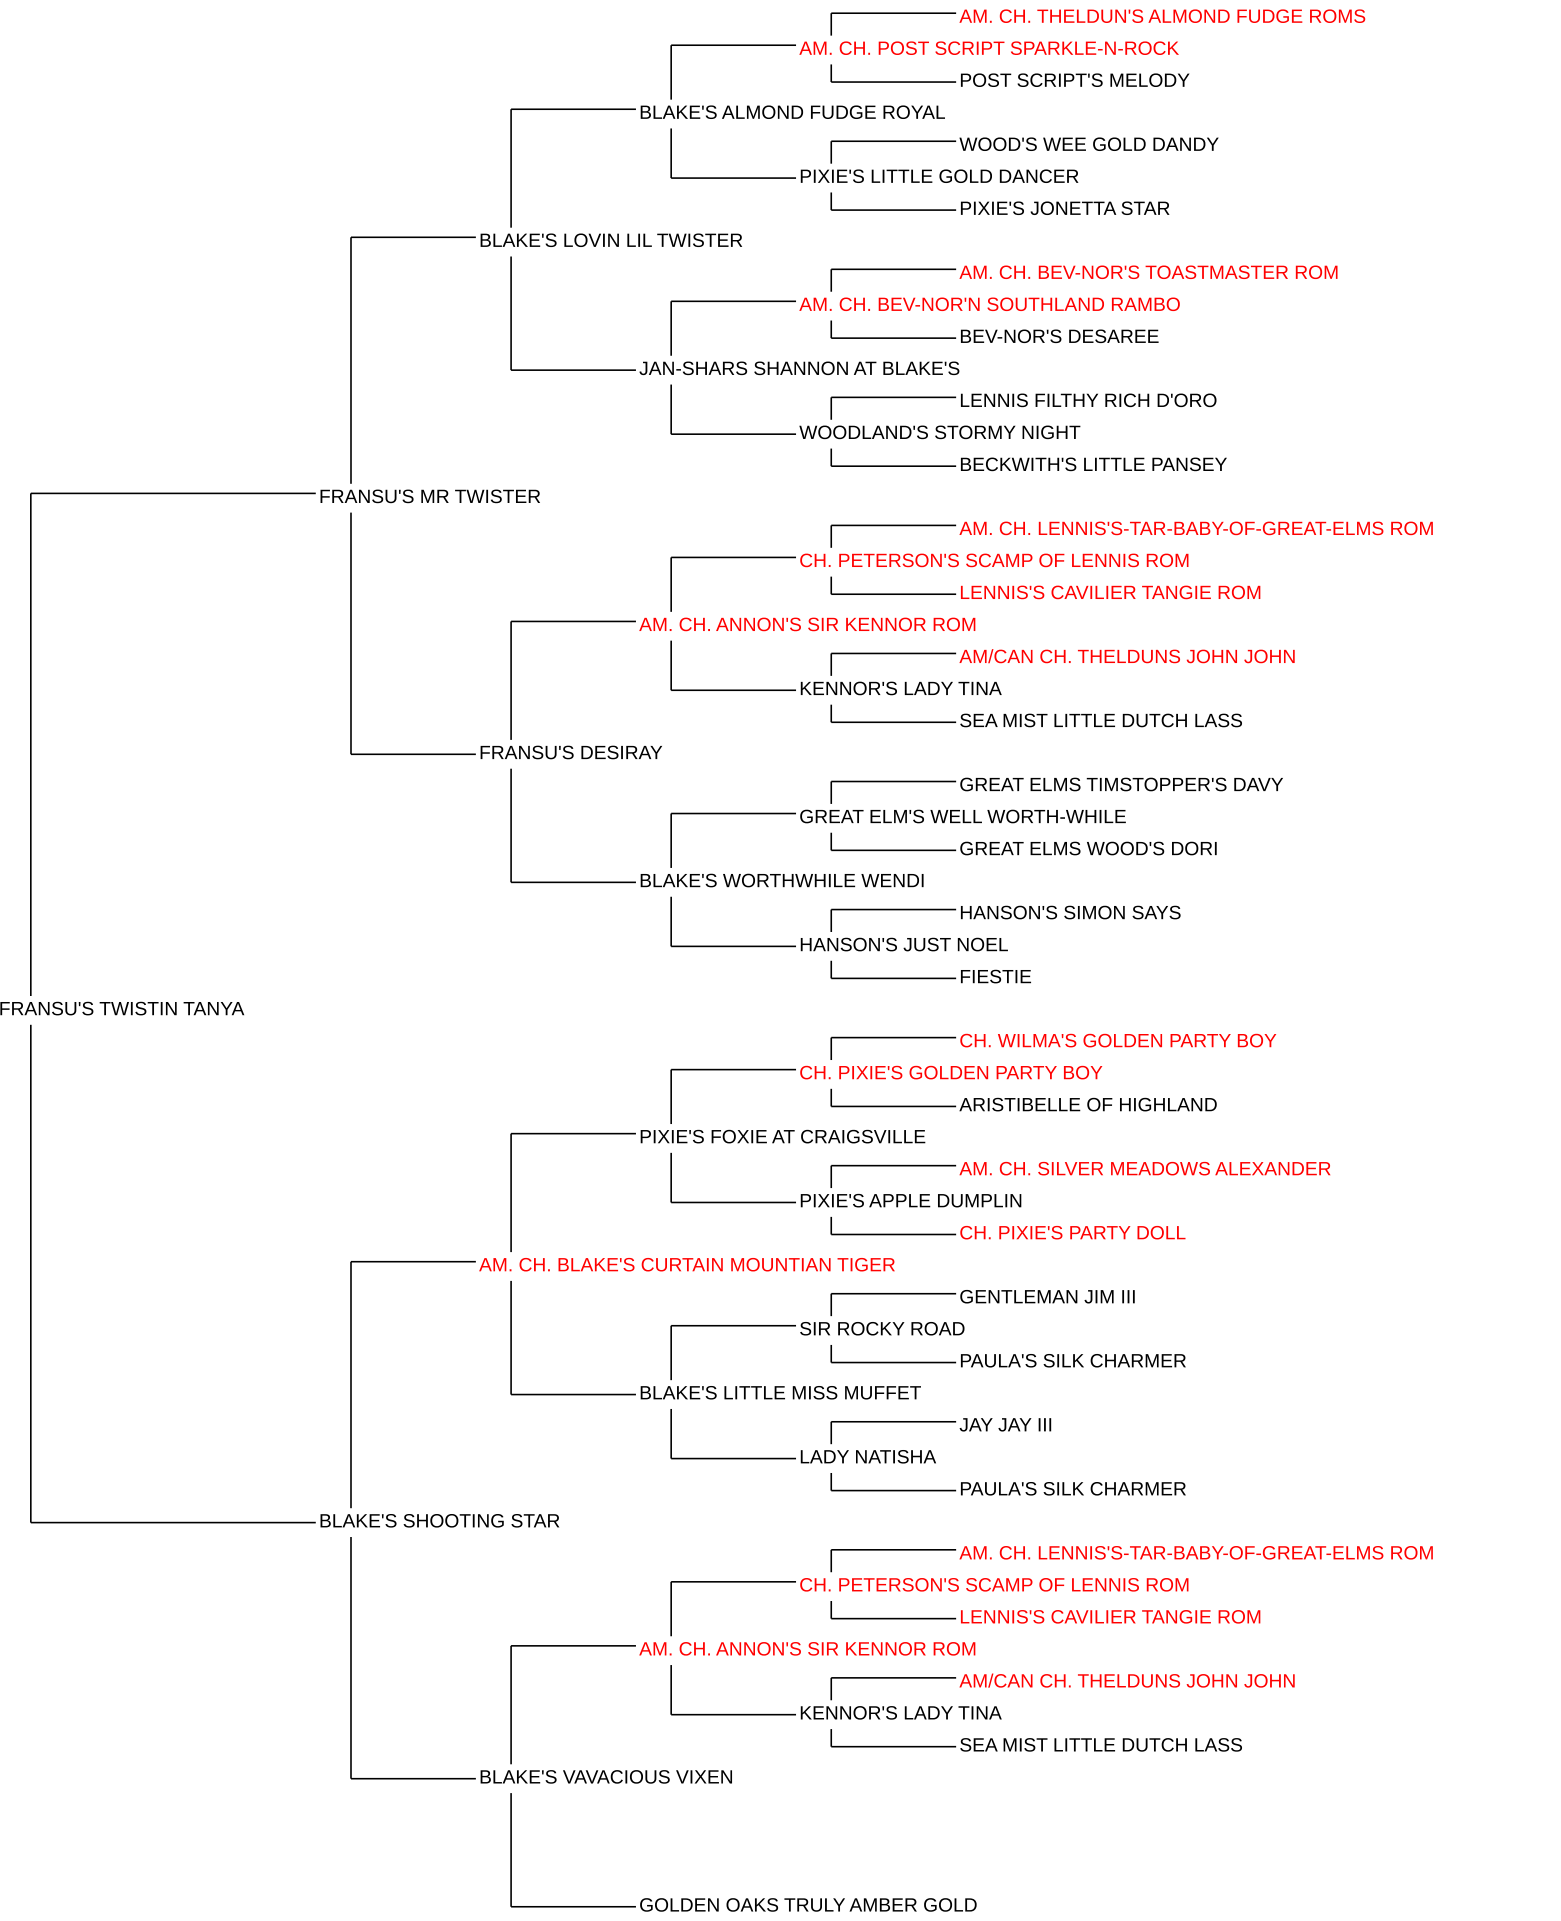 AM. CH. THELDUN'S ALMOND FUDGE ROMS
AM. CH. POST SCRIPT SPARKLE-N-ROCK
POST SCRIPT'S MELODY
BLAKE'S ALMOND FUDGE ROYAL
WOOD'S WEE GOLD DANDY
PIXIE'S LITTLE GOLD DANCER
PIXIE'S JONETTA STAR
BLAKE'S LOVIN LIL TWISTER
AM. CH. BEV-NOR'S TOASTMASTER ROM
AM. CH. BEV-NOR'N SOUTHLAND RAMBO
BEV-NOR'S DESAREE
JAN-SHARS SHANNON AT BLAKE'S
LENNIS FILTHY RICH D'ORO
WOODLAND'S STORMY NIGHT
BECKWITH'S LITTLE PANSEY
FRANSU'S MR TWISTER
AM. CH. LENNIS'S-TAR-BABY-OF-GREAT-ELMS ROM
CH. PETERSON'S SCAMP OF LENNIS ROM
LENNIS'S CAVILIER TANGIE ROM
AM. CH. ANNON'S SIR KENNOR ROM
AM/CAN CH. THELDUNS JOHN JOHN
KENNOR'S LADY TINA
SEA MIST LITTLE DUTCH LASS
FRANSU'S DESIRAY
GREAT ELMS TIMSTOPPER'S DAVY
GREAT ELM'S WELL WORTH-WHILE
GREAT ELMS WOOD'S DORI
BLAKE'S WORTHWHILE WENDI
HANSON'S SIMON SAYS
HANSON'S JUST NOEL
FIESTIE
FRANSU'S TWISTIN TANYA
CH. WILMA'S GOLDEN PARTY BOY
CH. PIXIE'S GOLDEN PARTY BOY
ARISTIBELLE OF HIGHLAND
PIXIE'S FOXIE AT CRAIGSVILLE
AM. CH. SILVER MEADOWS ALEXANDER
PIXIE'S APPLE DUMPLIN
CH. PIXIE'S PARTY DOLL
AM. CH. BLAKE'S CURTAIN MOUNTIAN TIGER
GENTLEMAN JIM III
SIR ROCKY ROAD
PAULA'S SILK CHARMER
BLAKE'S LITTLE MISS MUFFET
JAY JAY III
LADY NATISHA
PAULA'S SILK CHARMER
BLAKE'S SHOOTING STAR
AM. CH. LENNIS'S-TAR-BABY-OF-GREAT-ELMS ROM
CH. PETERSON'S SCAMP OF LENNIS ROM
LENNIS'S CAVILIER TANGIE ROM
AM. CH. ANNON'S SIR KENNOR ROM
AM/CAN CH. THELDUNS JOHN JOHN
KENNOR'S LADY TINA
SEA MIST LITTLE DUTCH LASS
BLAKE'S VAVACIOUS VIXEN
GOLDEN OAKS TRULY AMBER GOLD